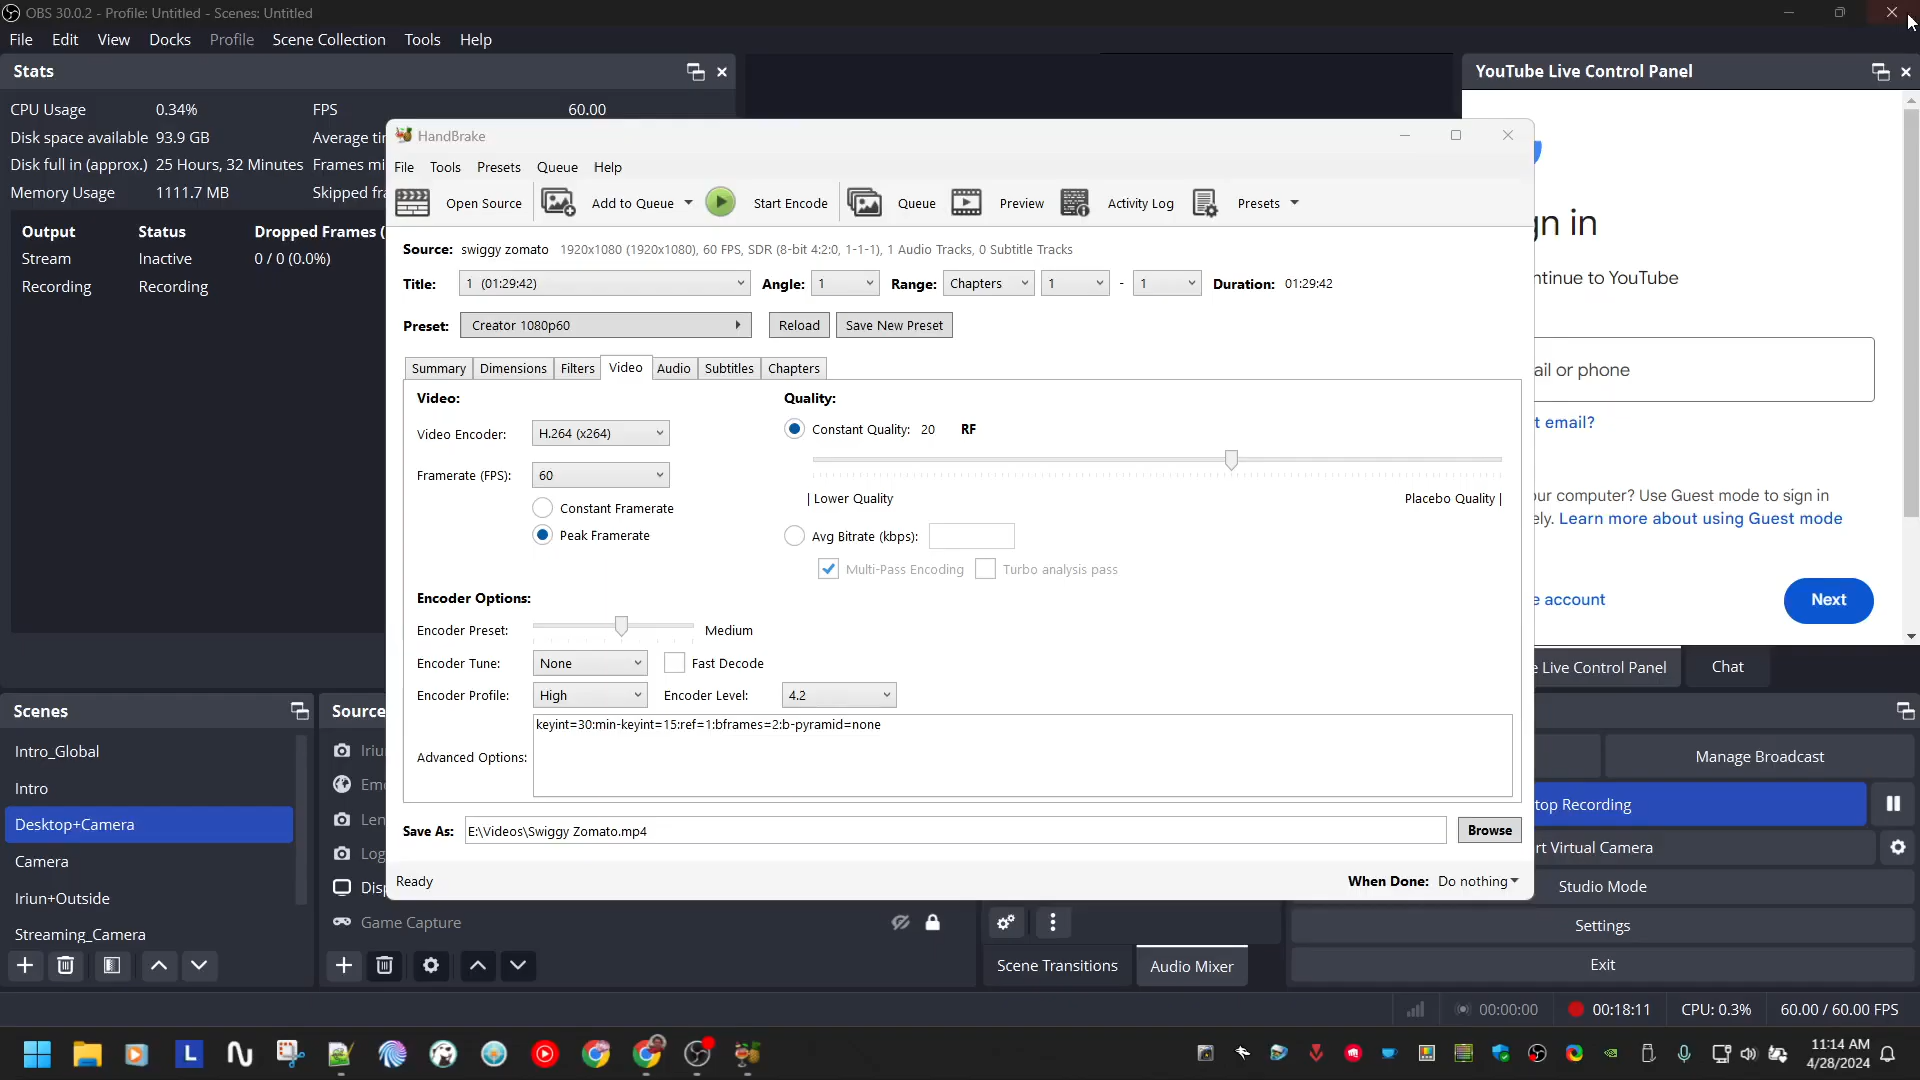 OBS 30.0.2 - Profile: Untitled - Scenes: Untitled
File Edit View Docks Profile Scene Collection Tools Help
Stats
YouTube Live Control Panel
CPU Usage 0.34% FPS 60.00
Disk space available 93.9 GB Average
Disk full in (approx.) 25 Hours, 32 Minutes Frames
Memory Usage 1111.7 MB Skipped
Output Status Dropped Frames (
Stream Inactive 0 / 0 (0.0%)
Recording Recording
HandBrake
File Tools Presets Queue Help
Open Source Add to Queue Start Encode Queue Preview Activity Log Presets
Source: swiggy zomato 1920x1080 (1920x1080), 60 FPS, SDR (8-bit 4:2:0, 1-1-1), 1 Audio Tracks, 0 Subtitle Tracks
Title: 1 (01:29:42) Angle: 1 Range: Chapters 1 - 1 Duration: 01:29:42
Preset: Creator 1080p60 Reload Save New Preset
Summary Dimensions Filters Video Audio Subtitles Chapters
Video: Quality:
Video Encoder: H.264 (x264) Constant Quality: 20 RF
Framerate (FPS): 60
| Lower Quality Placebo Quality |
Constant Framerate
Peak Framerate Avg Bitrate (kbps):
Multi-Pass Encoding Turbo analysis pass
Encoder Options:
Encoder Preset: Medium
Encoder Tune: None Fast Decode
Encoder Profile: High Encoder Level: 4.2
keyint=30:min-keyint=15:ref=1:bframes=2:b-pyramid=none
Advanced Options:
Save As: E:\Videos\Swiggy Zomato.mp4 Browse
Ready When Done: Do nothing
n in
ntinue to YouTube
ail or phone
t email?
ur computer? Use Guest mode to sign in
ely. Learn more about using Guest mode
e account Next
e Live Control Panel Chat
Scenes
Intro_Global
Intro
Desktop+Camera
Camera
Iriun+Outside
Streaming_Camera
Source
Iriu
Em
Len
Log
Dis
Game Capture
Scene Transitions Audio Mixer
Manage Broadcast
top Recording
rt Virtual Camera
Studio Mode
Settings
Exit
00:00:00 00:18:11 CPU: 0.3% 60.00 / 60.00 FPS
11:14 AM
4/28/2024